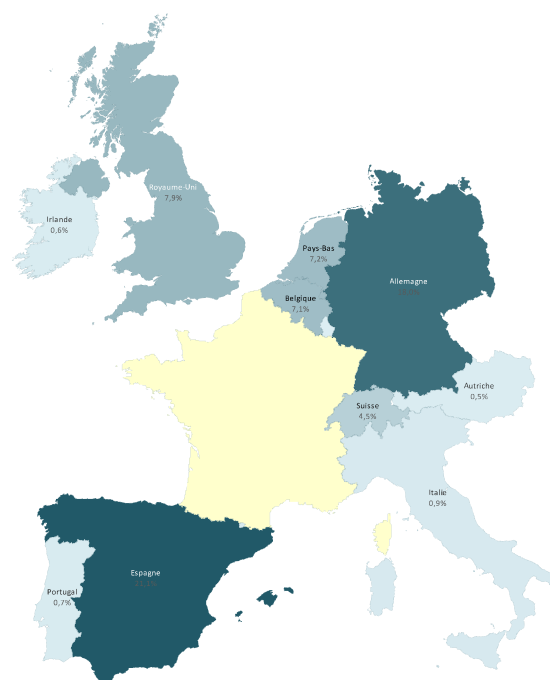 Royaume-Uni
7,9%
Irlande
0,6%
Pays-Bas
7,2%
Allemagne
Belgique
7,1%
Autriche
0,5%
Suisse
4,5%
Italie
0,9%
Espagne
Portugal
0,7%